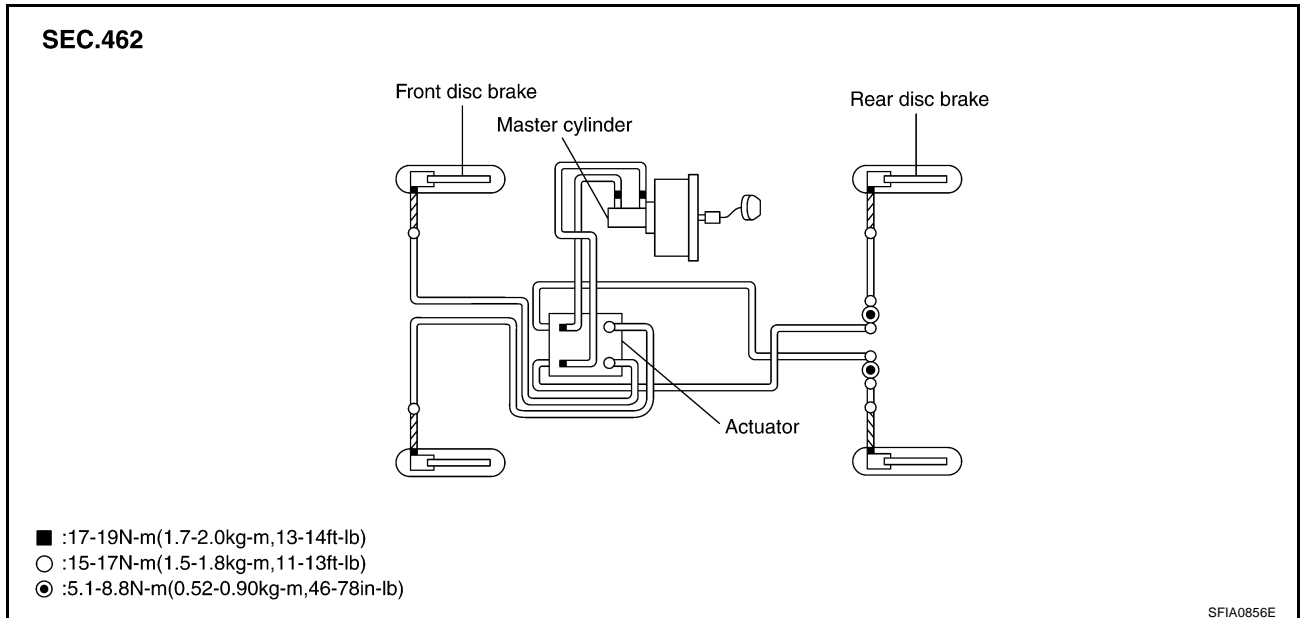 SEC.462
Front disc brake
Rear disc brake
Master cylinder
Actuator
:17-19N-m(1.7-2.0kg-m,13-14ft-lb)
:15-17N-m(1.5-1.8kg-m,11-13ft-lb)
:5.1-8.8N-m(0.52-0.90kg-m,46-78in-lb)
SFIA0856E